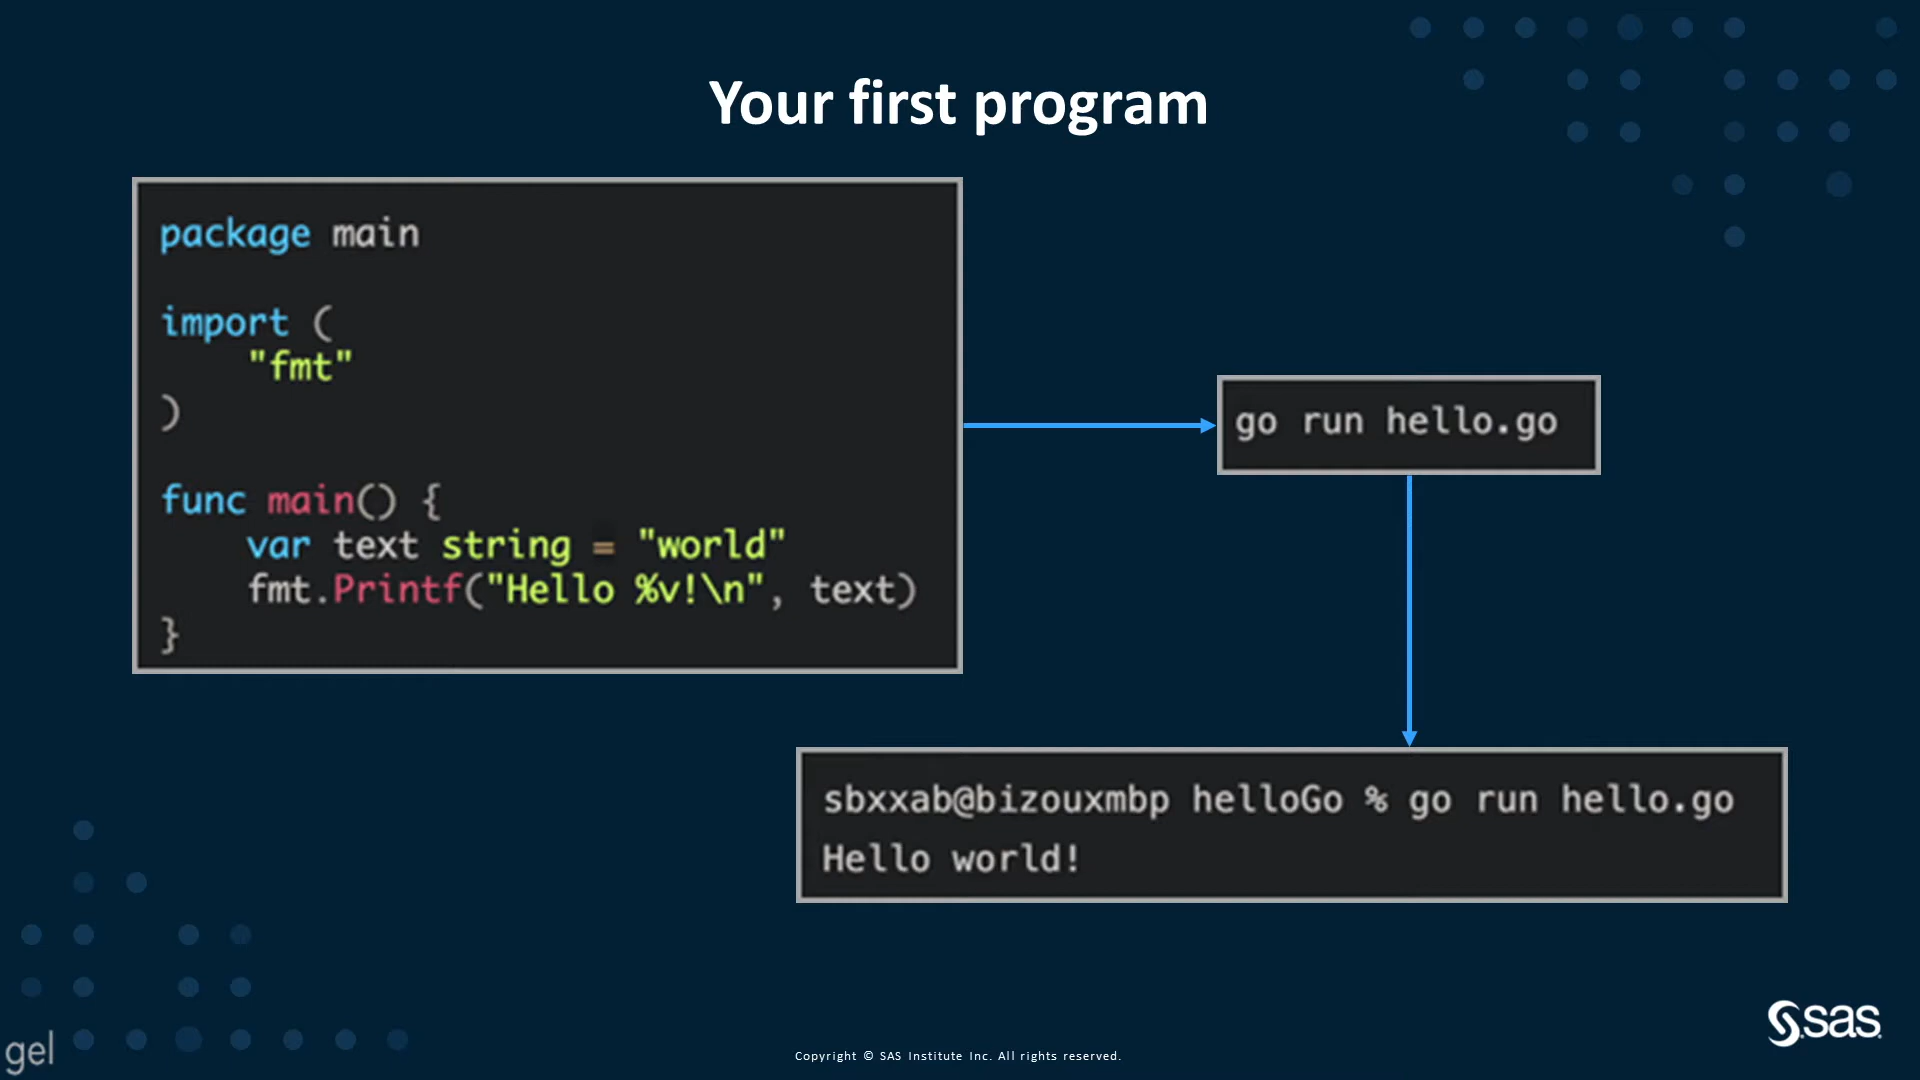 Your first program
package main
import (
"fmt"
)
func main() {
var text string = "world"
fmt.Printf("Hello %v!\n", text)
}
go run hello.go
sbxxab@bizouxmbp helloGo % go run hello.go
Hello world!
gel
Copyright © SAS Institute Inc. All rights reserved.
sas